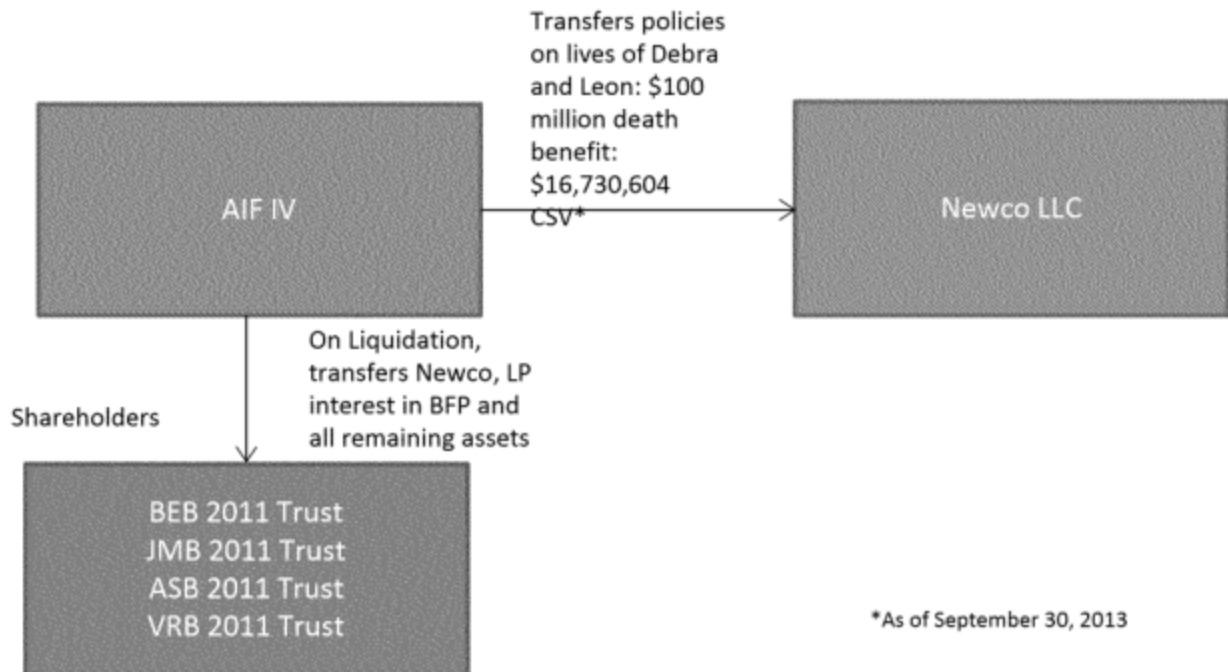 Transfers policies
on lives of Debra
and Leon: $100
million death
benefit:
$16,730,604
CSV*
AIF IV
Newco LLC
On Liquidation,
transfers Newco, LP
interest in BFP and
all remaining assets
Shareholders
BEB 2011 Trust
JMB 2011 Trust
ASB 2011 Trust
VRB 2011 Trust
*As of September 30, 2013